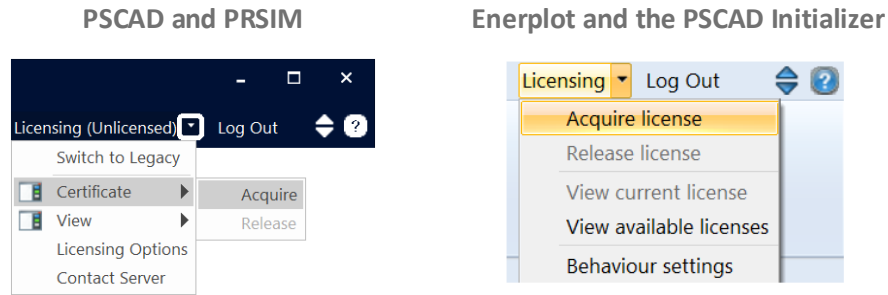 PSCAD and PRSIM
Licensing (Unlicensed) Log Out ?
Switch to Legacy
Certificate
Acquire
View
Release
Licensing Options
Contact Server
Enerplot and the PSCAD Initializer
Licensing Log Out ?
Acquire license
Release license
View current license
View available licenses
Behaviour settings